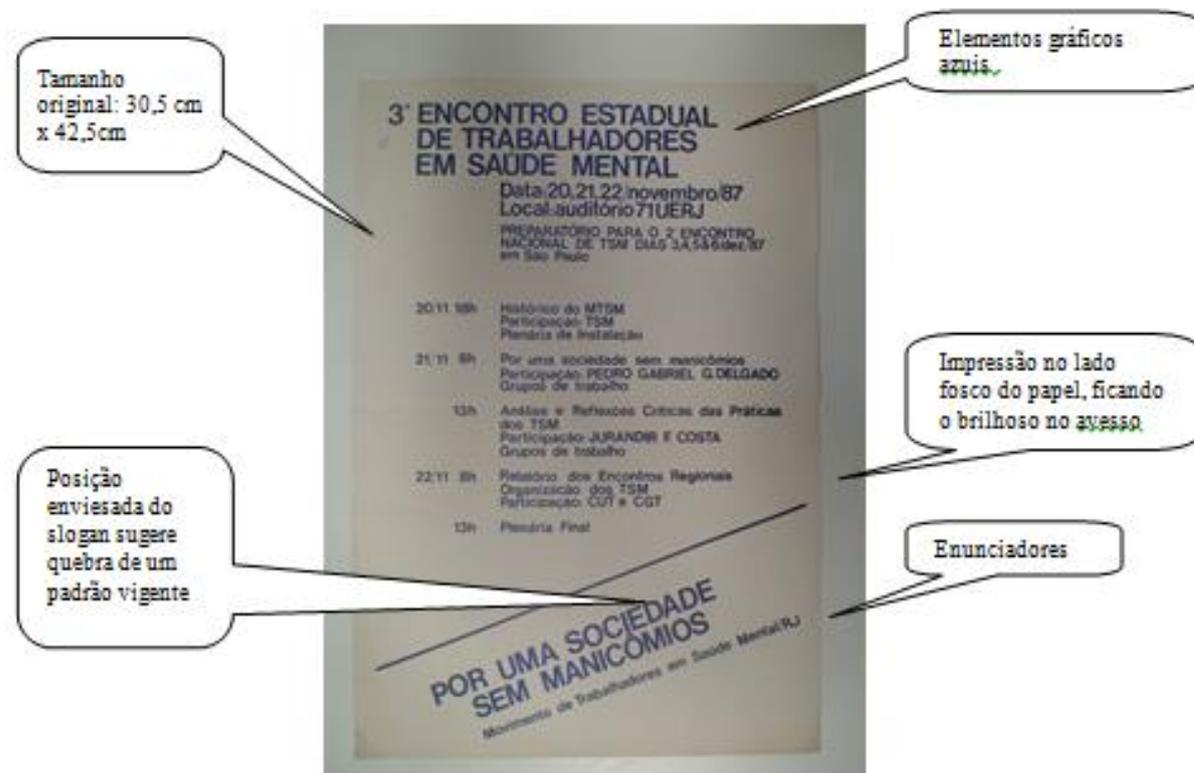 Tamanho
original: 30,5 cm
x 42,5cm
Elementos gráficos
azuis.
3º ENCONTRO ESTADUAL
DE TRABALHADORES
EM SAÚDE MENTAL
Data:20,21,22/novembro/87
Local:auditório 71 UERJ
PREPARATÓRIO PARA O 2º ENCONTRO
NACIONAL DE TSM DIAS 3,4,5&6/dez/87
em São Paulo
20/11 18h Histórico do MTSM
Participação: TSM
Plenária de Instalação
21/11 8h Por uma sociedade sem manicômios
Participação: PEDRO GABRIEL G. DELGADO
Grupos de trabalho
13h Análise e Reflexões Críticas das Práticas
dos TSM
Participação: JURANDIR F. COSTA
Grupos de trabalho
22/11 8h Relatório dos Encontros Regionais
Organização dos TSM
Participação: CUT e CGT
13h Plenária Final
POR UMA SOCIEDADE
SEM MANICÔMIOS
Movimento de Trabalhadores em Saúde Mental/RJ
Impressão no lado
fosco do papel, ficando
o brilhoso no avesso
Posição
enviesada do
slogan sugere
quebra de um
padrão vigente
Enunciadores